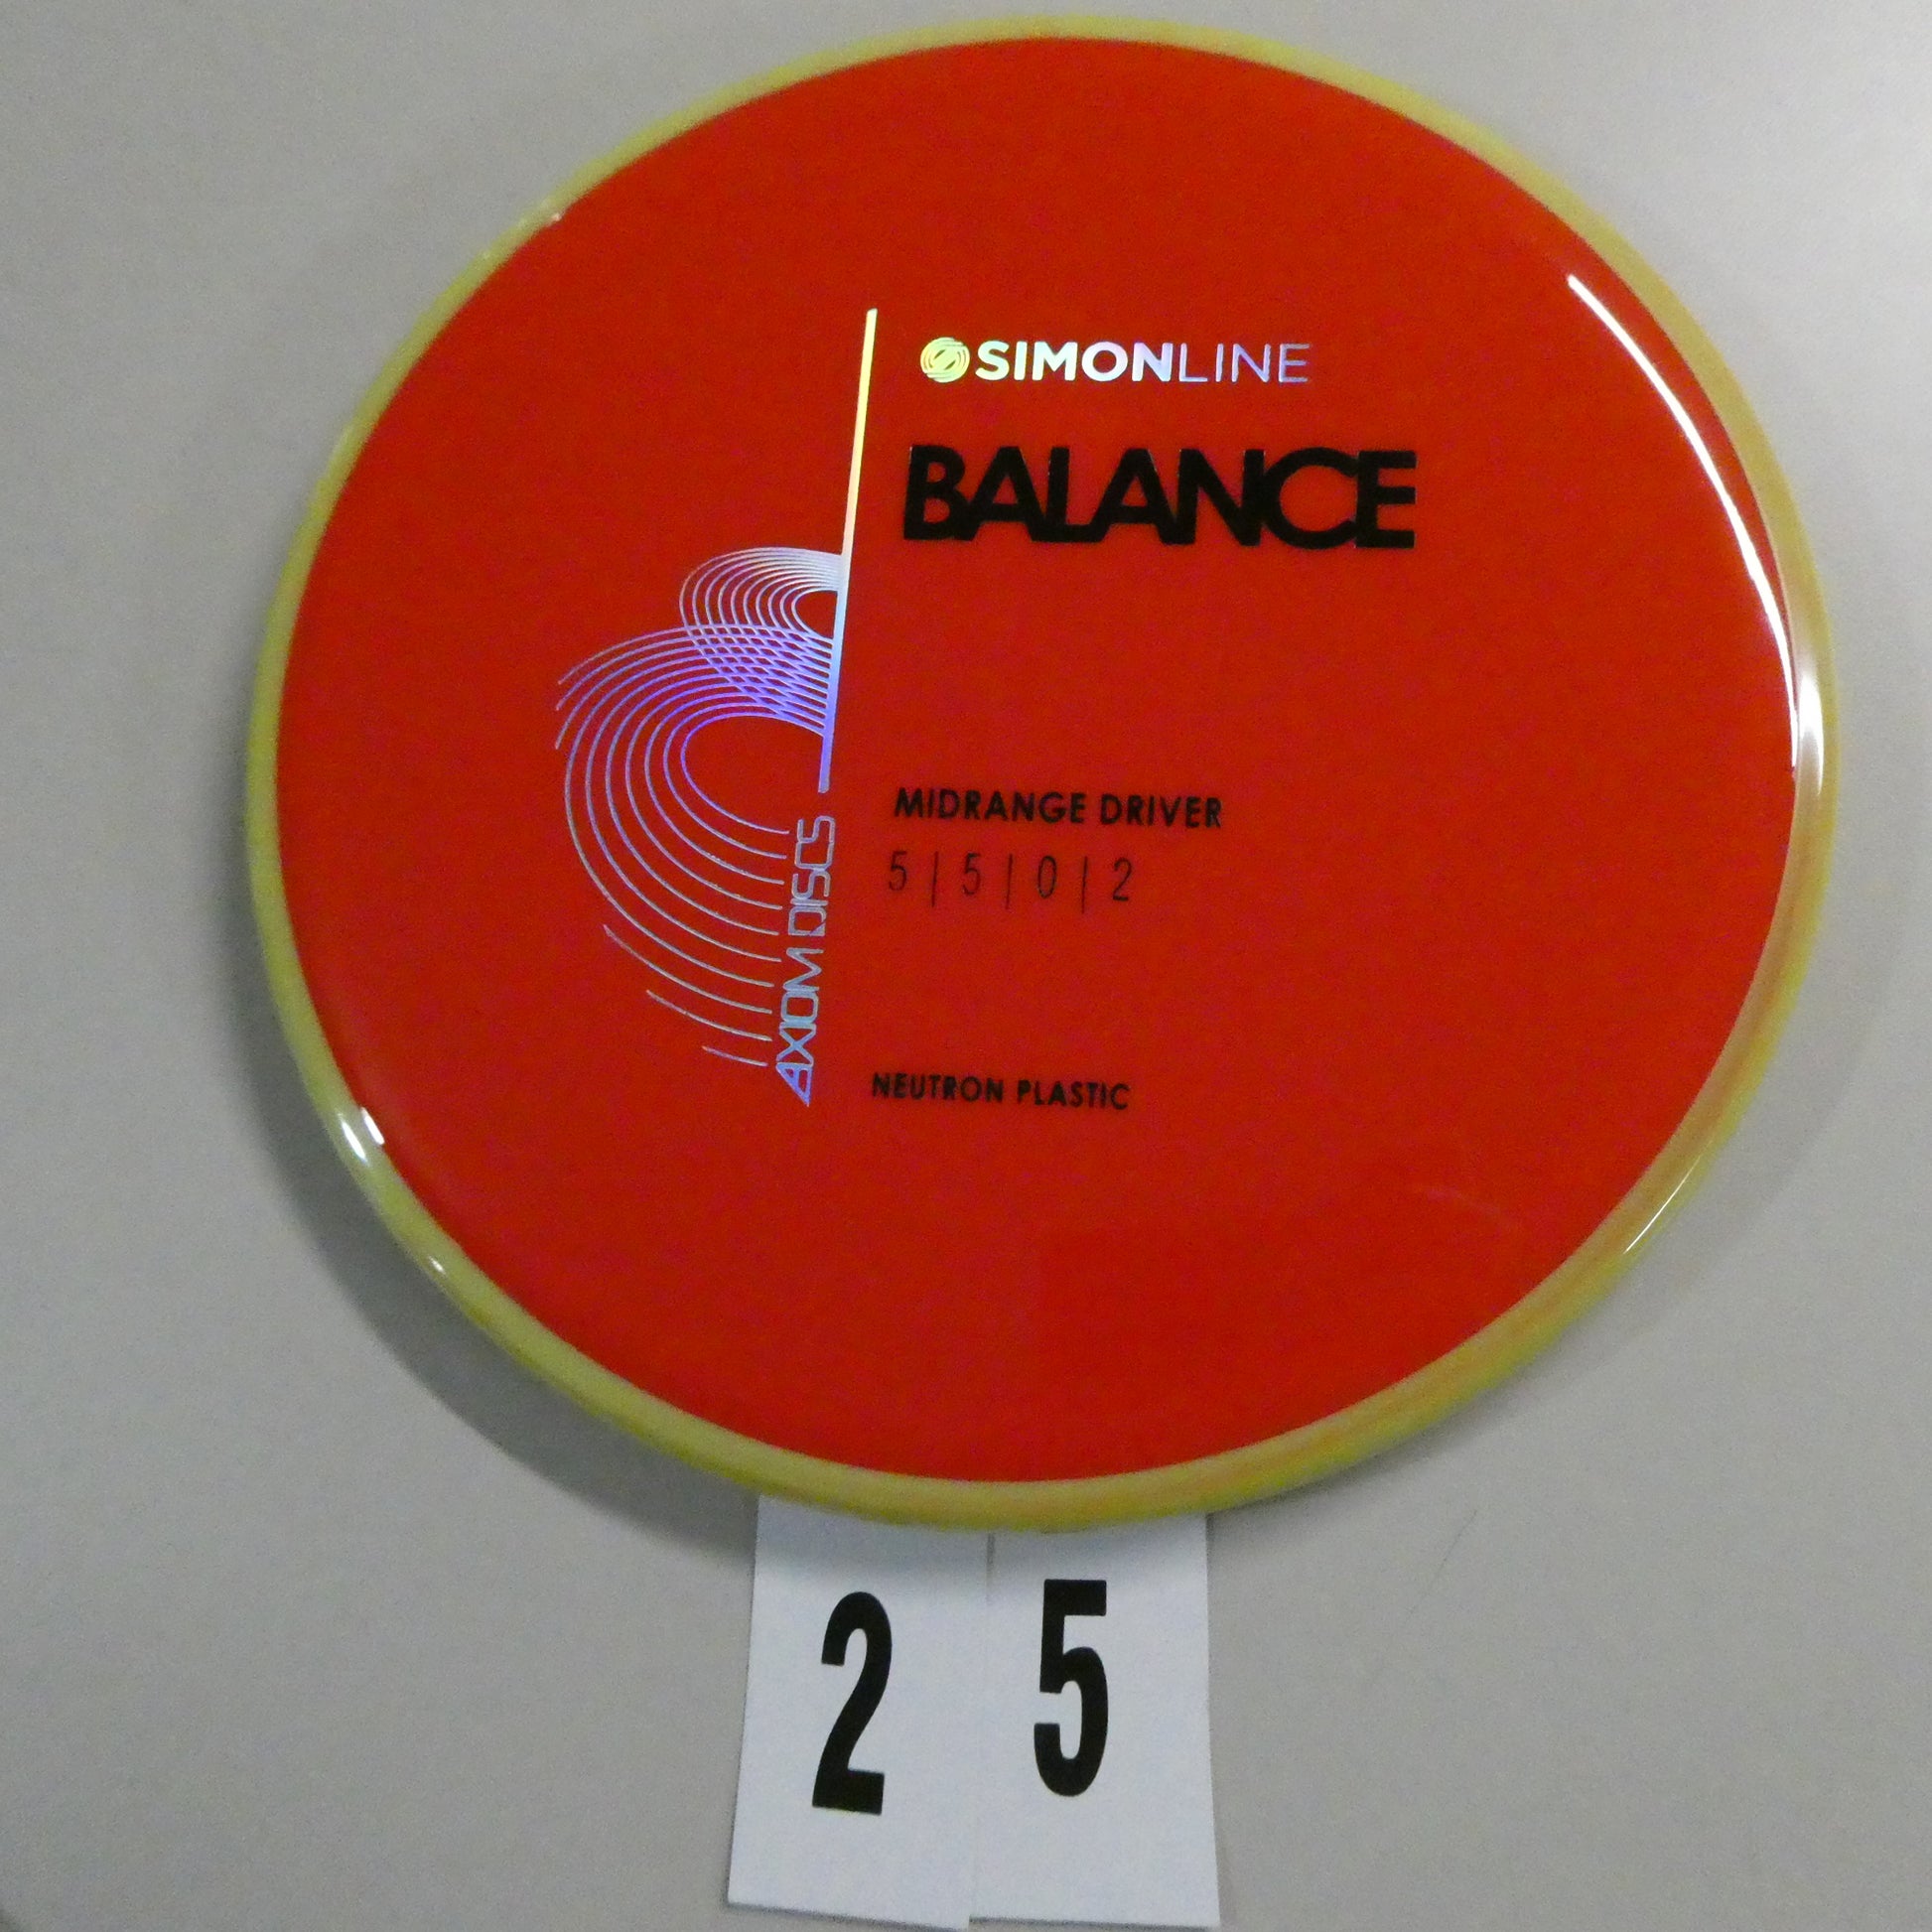 SIMONLINE
BALANCE
MIDRANGE DRIVER
5 | 5 | 0 | 2
AXIOM DISCS
NEUTRON PLASTIC
2 5